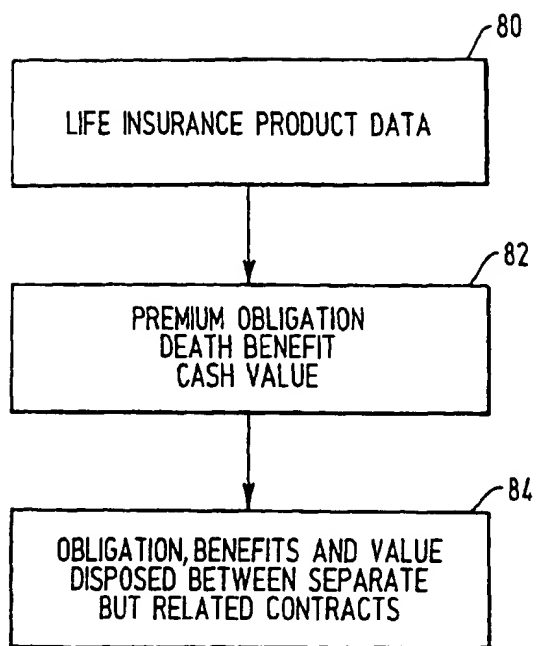 80
LIFE INSURANCE PRODUCT DATA
82
PREMIUM OBLIGATION
DEATH BENEFIT
CASH VALUE
84
OBLIGATION, BENEFITS AND VALUE
DISPOSED BETWEEN SEPARATE
BUT RELATED CONTRACTS